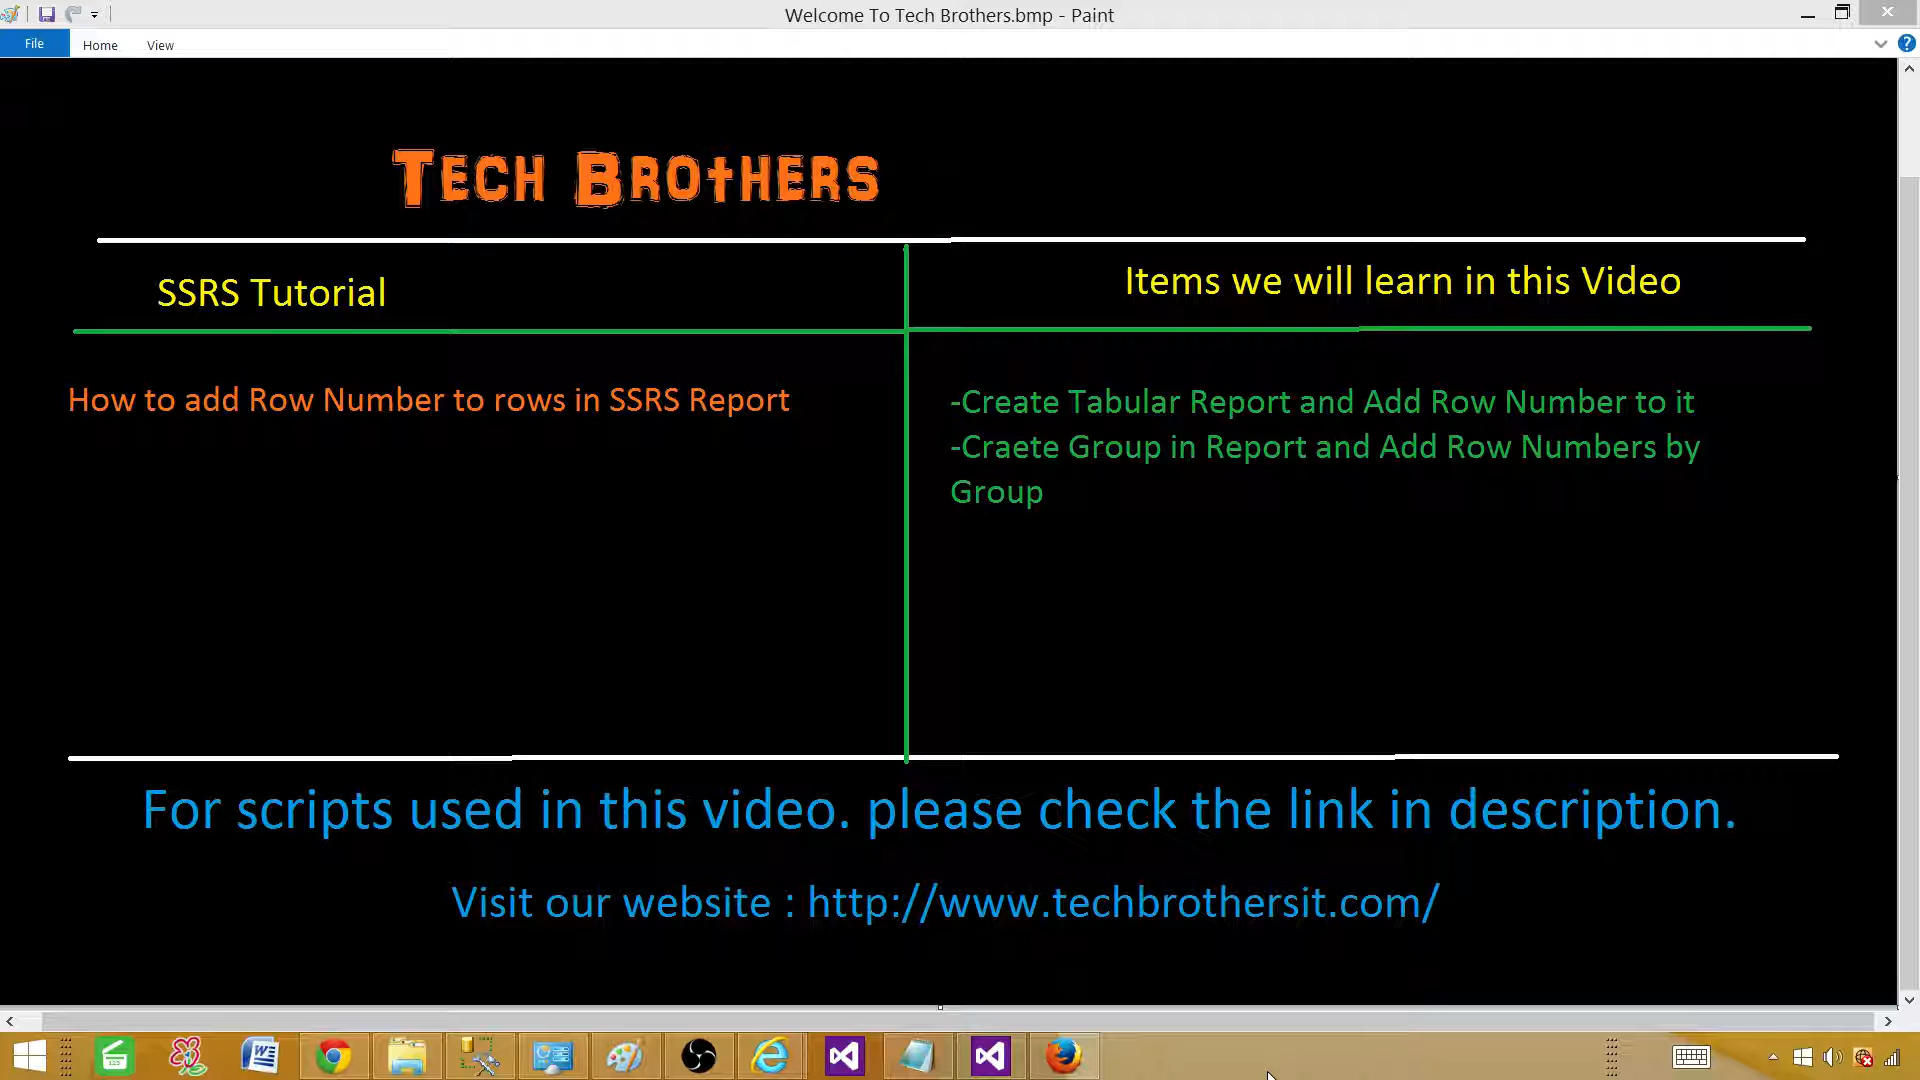 Welcome To Tech Brothers.bmp - Paint
File
Home
View
Tech Brothers
SSRS Tutorial
Items we will learn in this Video
How to add Row Number to rows in SSRS Report
-Create Tabular Report and Add Row Number to it
-Craete Group in Report and Add Row Numbers by
Group
For scripts used in this video. please check the link in description.
Visit our website : http://www.techbrothersit.com/